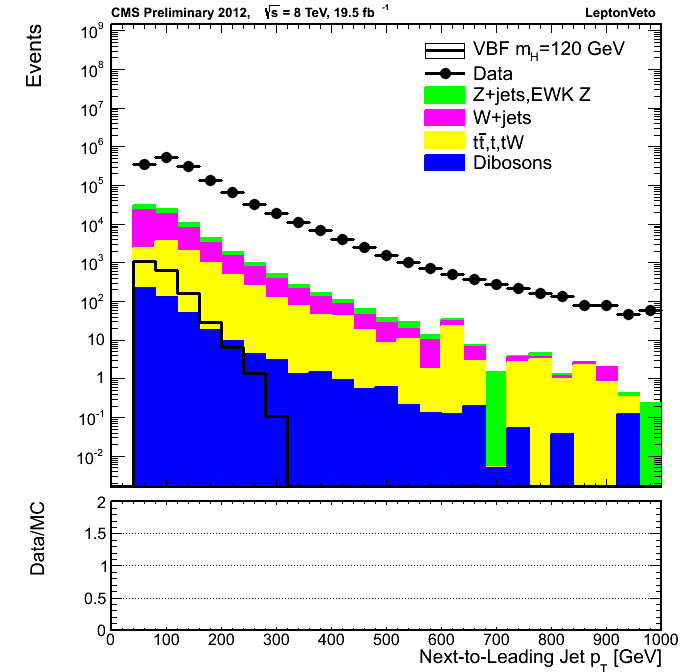 CMS Preliminary 2012, √s = 8 TeV, 19.5 fb⁻¹ LeptonVeto
Events
10⁹
10⁸
10⁷
10⁶
10⁵
10⁴
10³
10²
10
1
10⁻¹
10⁻²
VBF m_H=120 GeV
Data
Z+jets,EWK Z
W+jets
tt̄,t,tW
Dibosons
Data/MC
2
1.5
1
0.5
0
0 100 200 300 400 500 600 700 800 900 1000
Next-to-Leading Jet p_T [GeV]